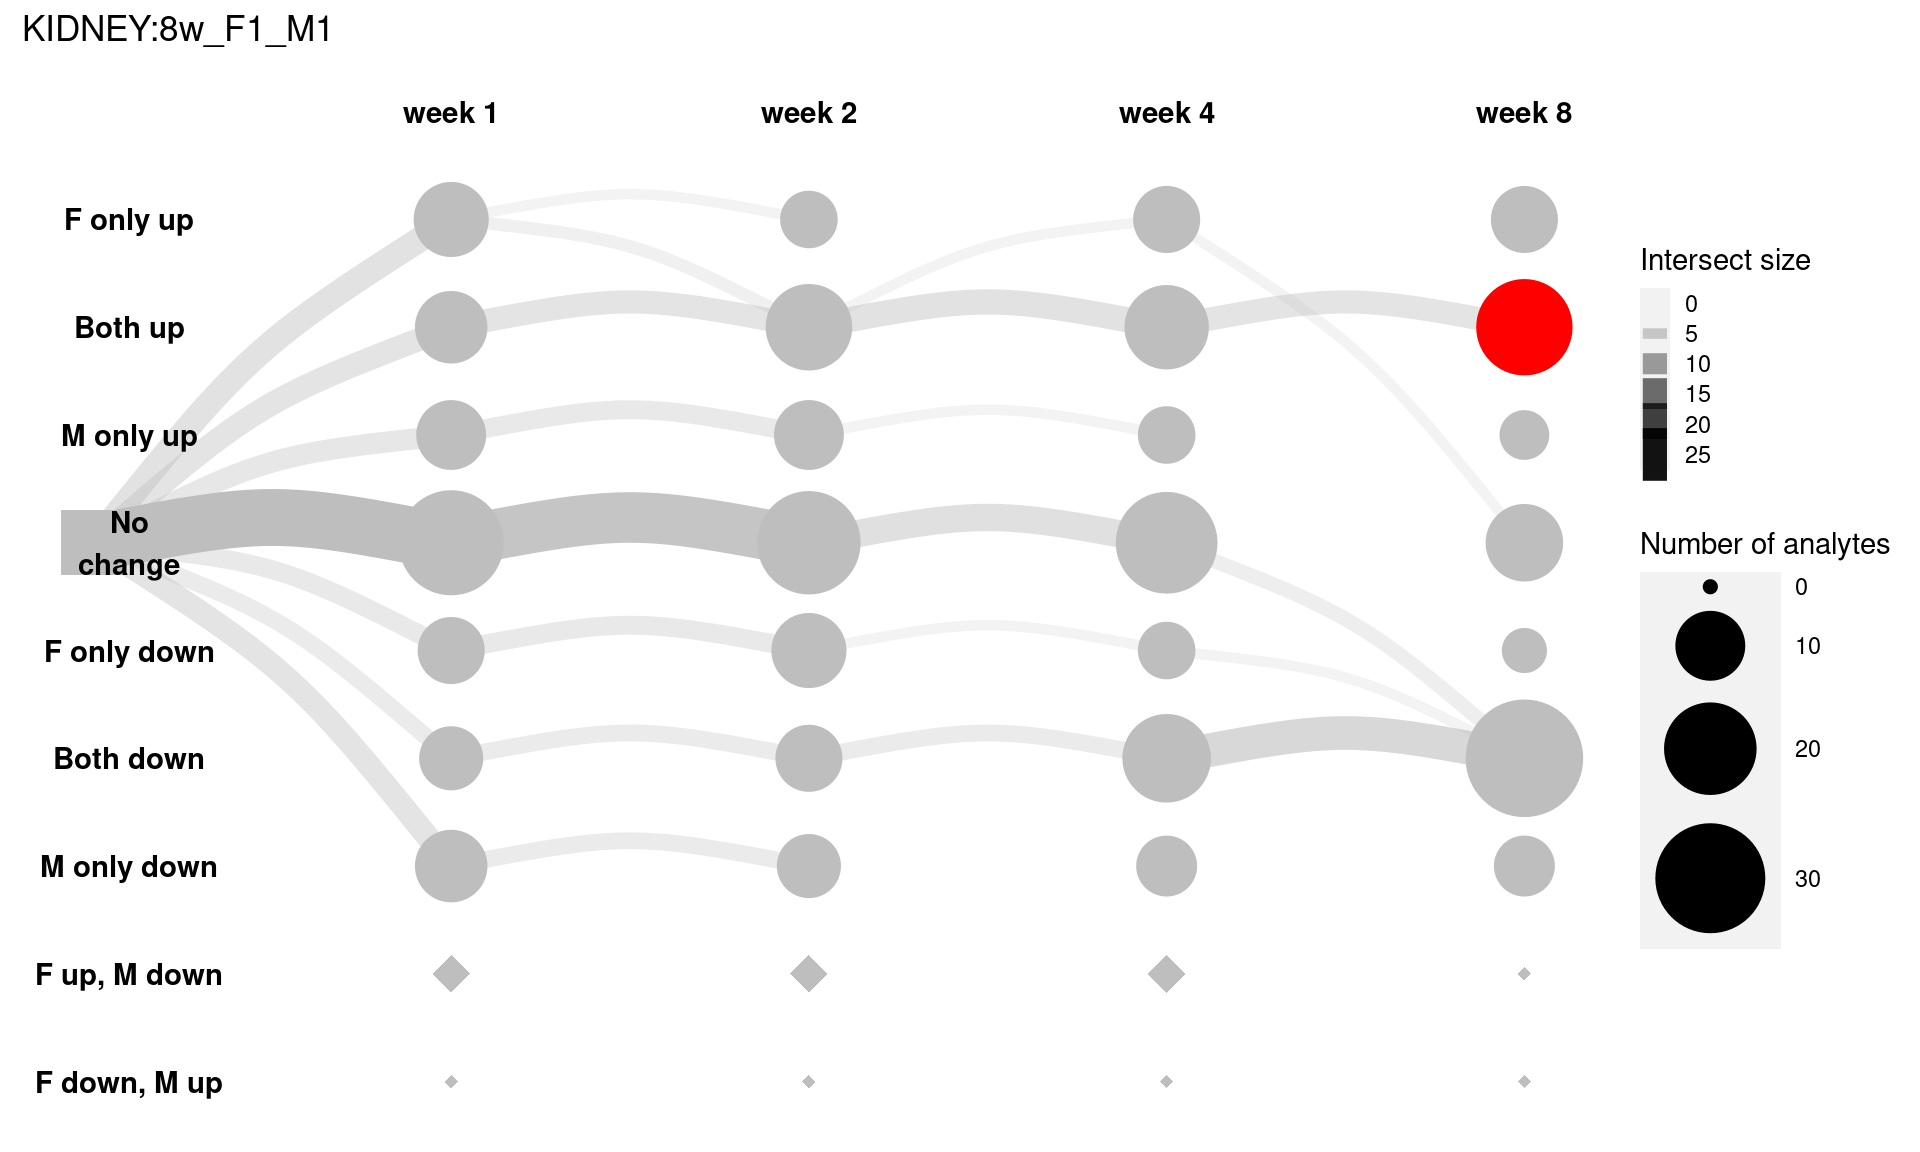 KIDNEY:8w_F1_M1
week 1
week 2
week 4
week 8
F only up
Both up
M only up
No
change
F only down
Both down
M only down
F up, M down
F down, M up
Intersect size
0
5
10
15
20
25
Number of analytes
0
10
20
30